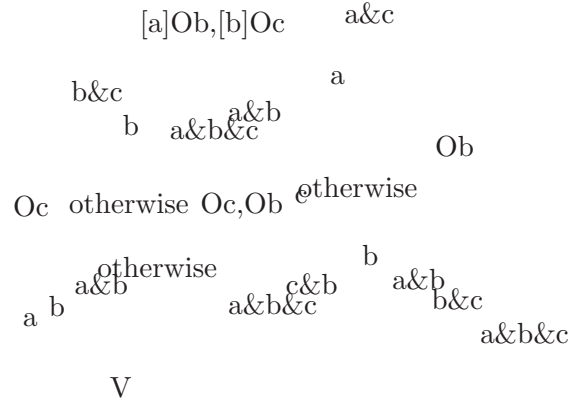 [a]Ob,[b]Oc
a&c
a
b&c
a&b
b
a&b&c
Ob
otherwise
c
Oc
otherwise
Oc,Ob
b
otherwise
a&b
a&b
c&b
b&c
b
a&b&c
a
a&b&c
V